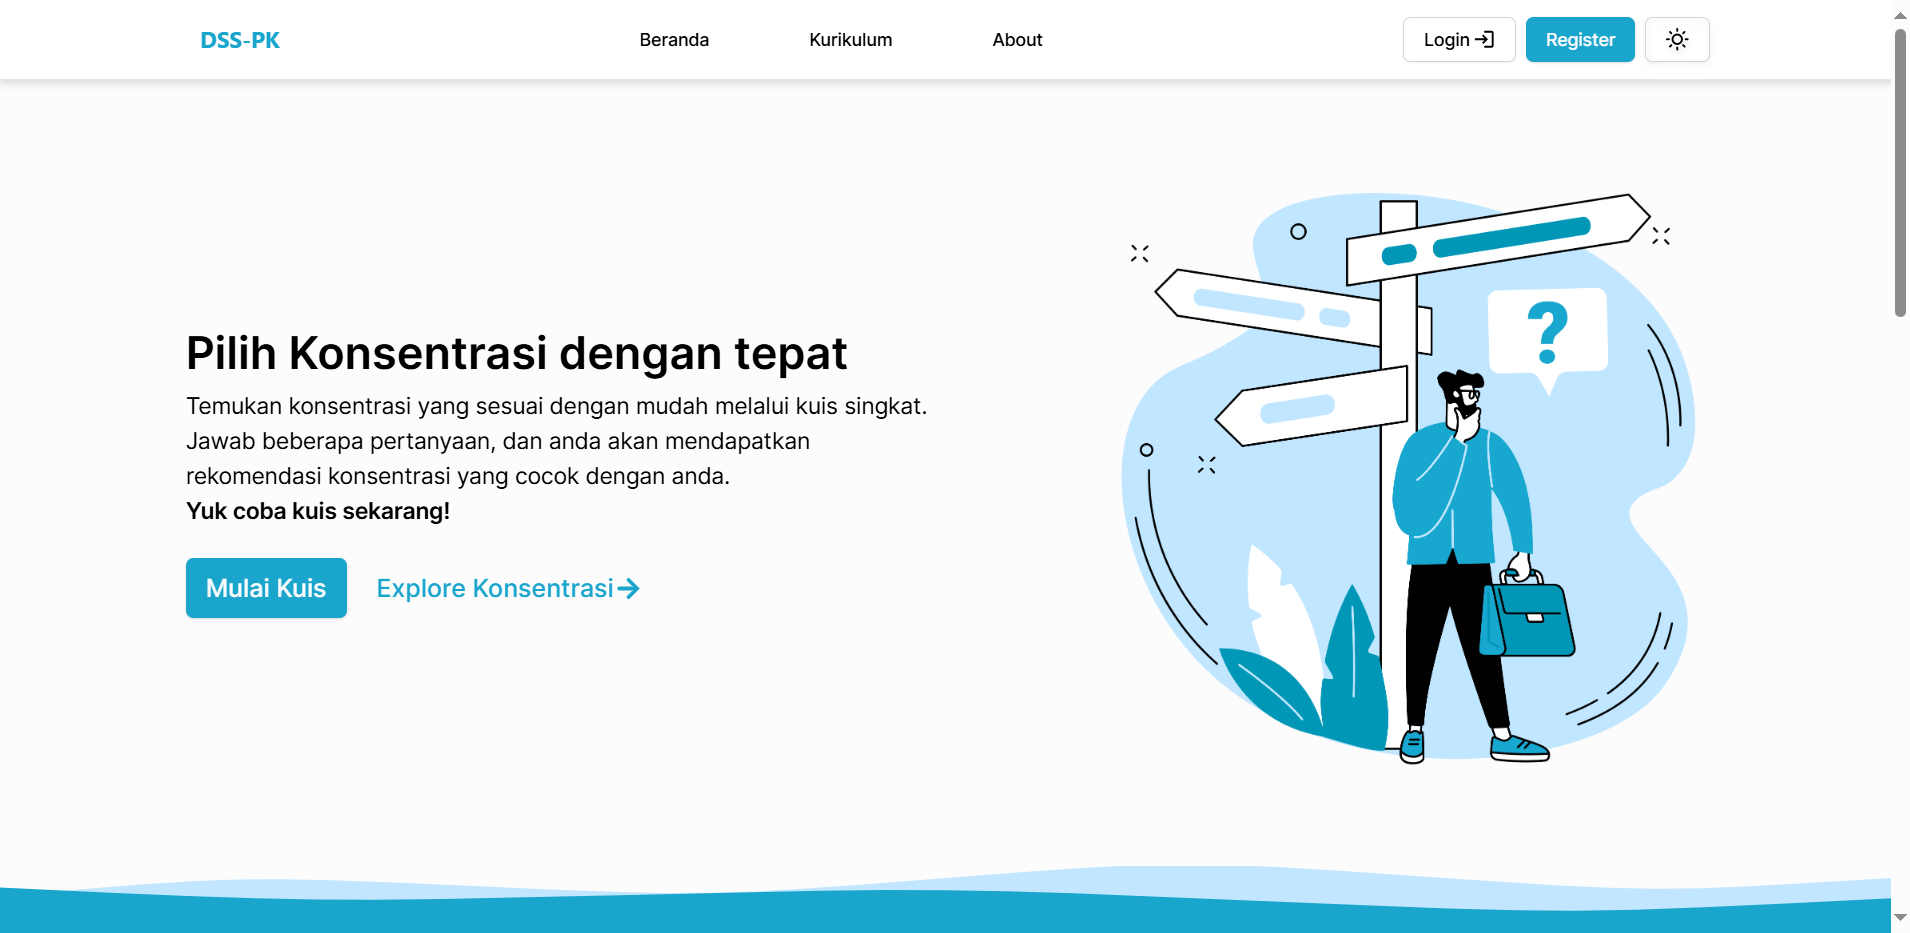 DSS-PK
Beranda
Kurikulum
About
Login
Register
Pilih Konsentrasi dengan tepat
Temukan konsentrasi yang sesuai dengan mudah melalui kuis singkat.
Jawab beberapa pertanyaan, dan anda akan mendapatkan
rekomendasi konsentrasi yang cocok dengan anda.
Yuk coba kuis sekarang!
Mulai Kuis
Explore Konsentrasi
?